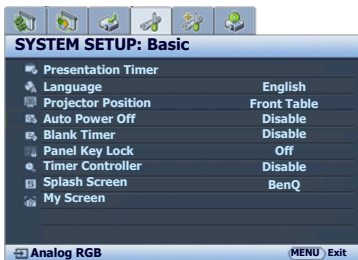 SYSTEM SETUP: Basic
Presentation Timer
Language English
Projector Position Front Table
Auto Power Off Disable
Blank Timer Disable
Panel Key Lock Off
Timer Controller Disable
Splash Screen BenQ
My Screen
Analog RGB MENU Exit